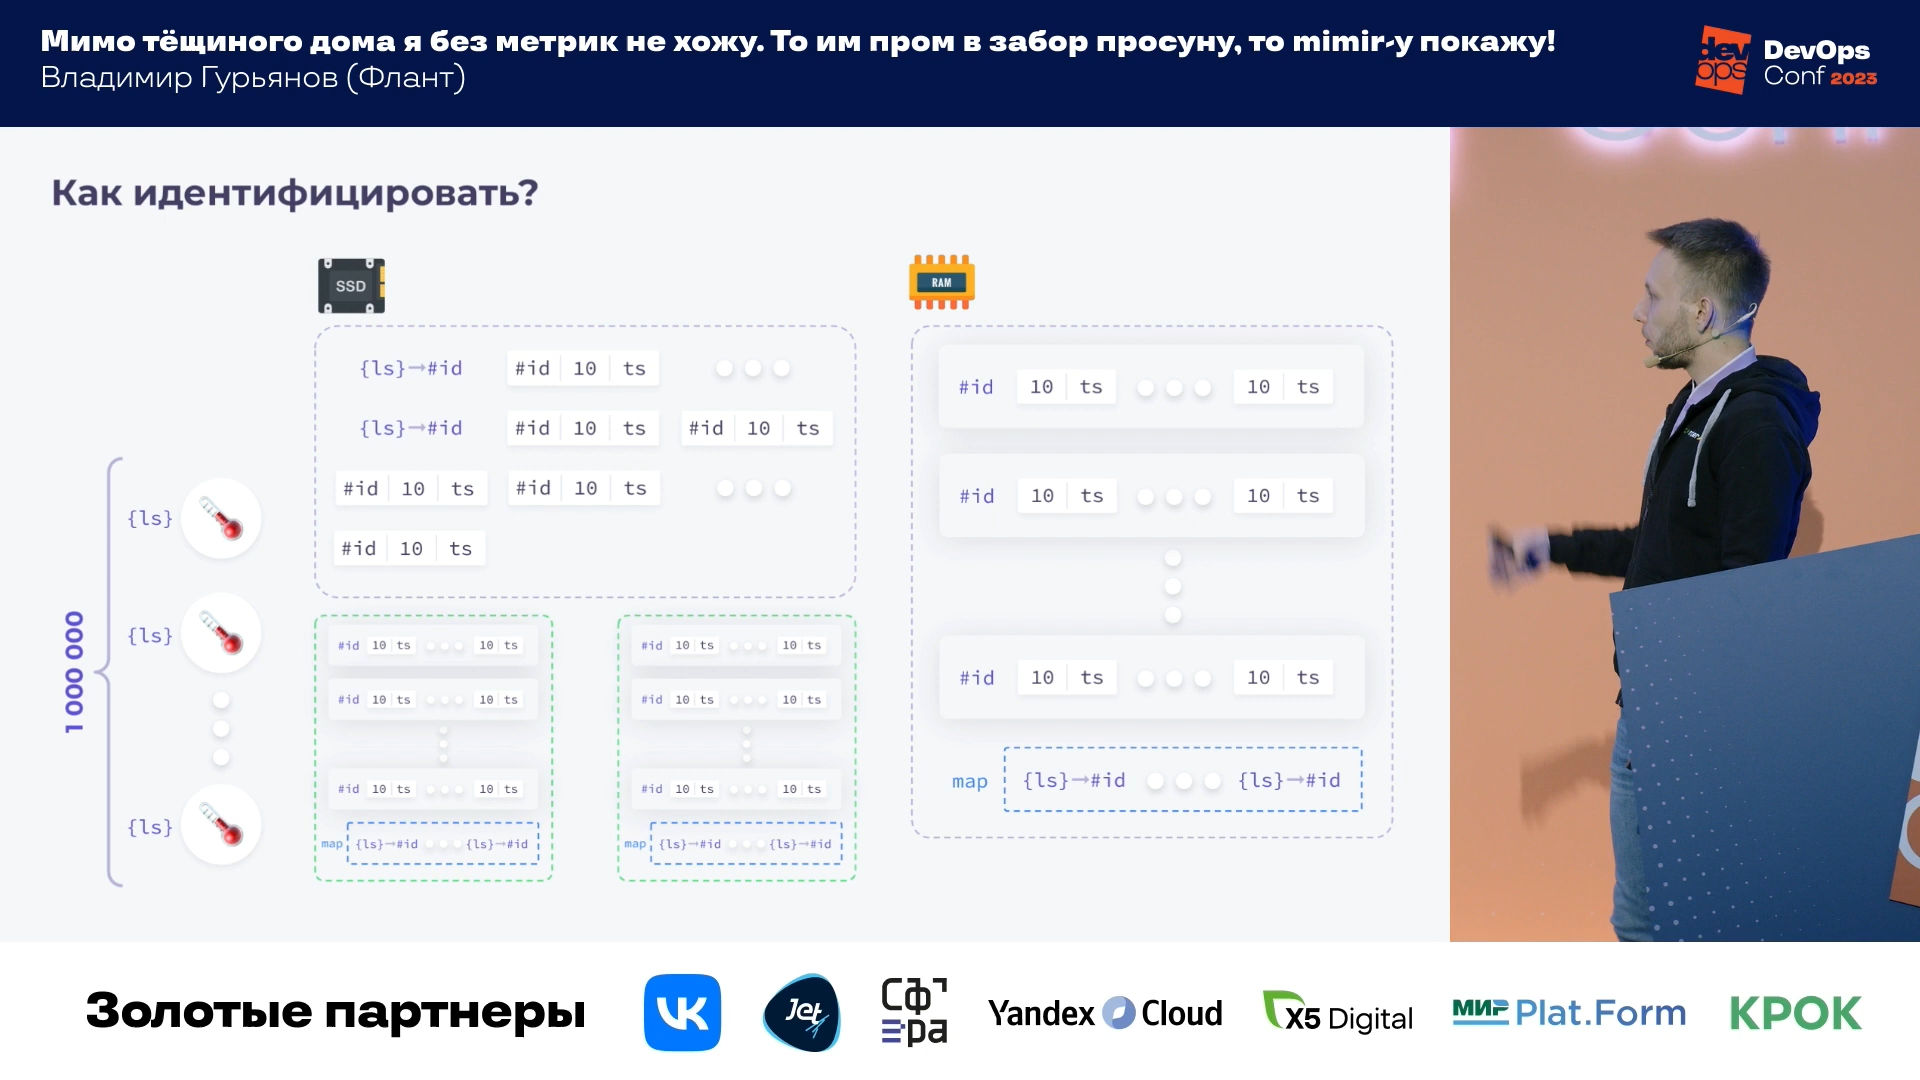 Мимо тёщиного дома я без метрик не хожу. То им пром в забор просуну, то mimir-у покажу!
Владимир Гурьянов (Флант)
dev
ops
DevOps
Conf 2023
Как идентифицировать?
SSD
RAM
{ls}→#id #id 10 ts
{ls}→#id #id 10 ts #id 10 ts
#id 10 ts #id 10 ts
#id 10 ts
#id 10 ts 10 ts
#id 10 ts 10 ts
#id 10 ts 10 ts
map {ls}→#id {ls}→#id
1 000 000
{ls}
{ls}
{ls}
#id 10 ts 10 ts
#id 10 ts 10 ts
#id 10 ts 10 ts
map {ls}→#id {ls}→#id
#id 10 ts 10 ts
#id 10 ts 10 ts
#id 10 ts 10 ts
map {ls}→#id {ls}→#id
Золотые партнеры
VK
Jet
Сфера
Yandex Cloud
X5 Digital
МИР Plat.Form
КРОК